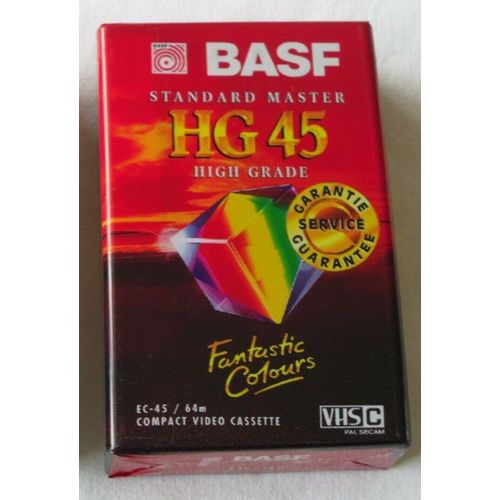 BASF
BASF
STANDARD MASTER
HG 45
HIGH GRADE
GARANTIE
SERVICE
GUARANTEE
Fantastic
Colours
EC-45 / 64m
COMPACT VIDEO CASSETTE
VHS C
PAL SECAM